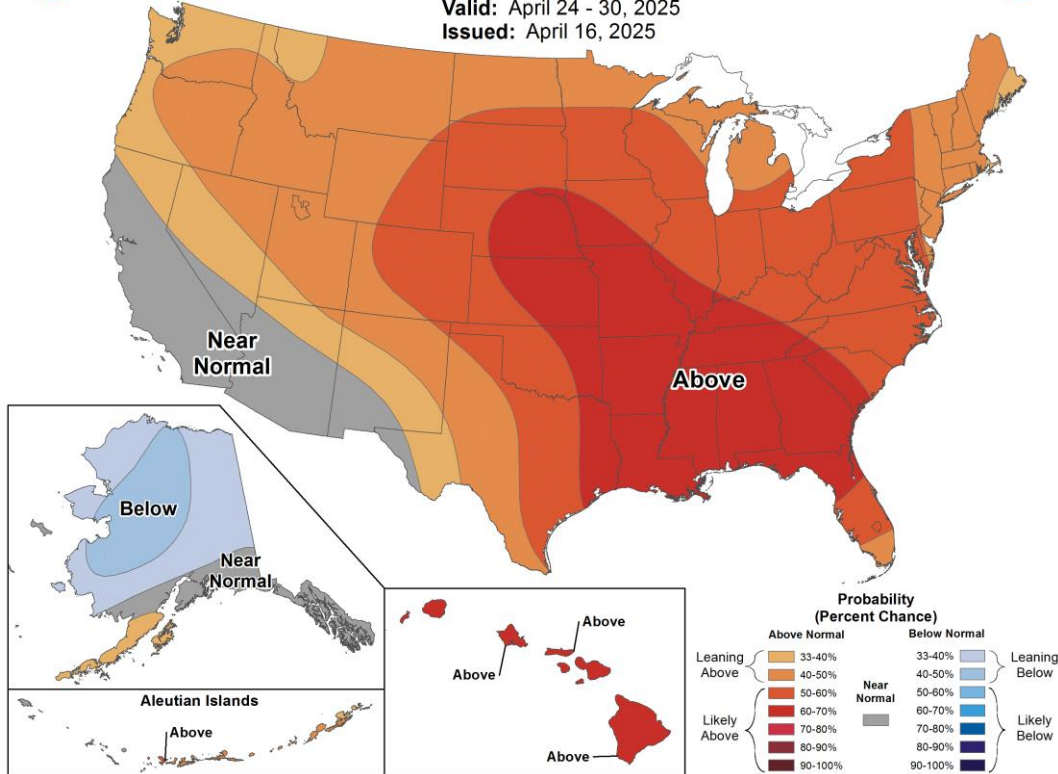 Valid: April 24 - 30, 2025
Issued: April 16, 2025
Near
Normal
Above
Below
Near
Normal
Aleutian Islands
Above
Above
Above
Above
Probability
(Percent Chance)
Above Normal
Below Normal
Leaning
Above
33-40%
40-50%
Likely
Above
50-60%
60-70%
70-80%
80-90%
90-100%
Near
Normal
33-40%
40-50%
Leaning
Below
50-60%
60-70%
70-80%
80-90%
90-100%
Likely
Below